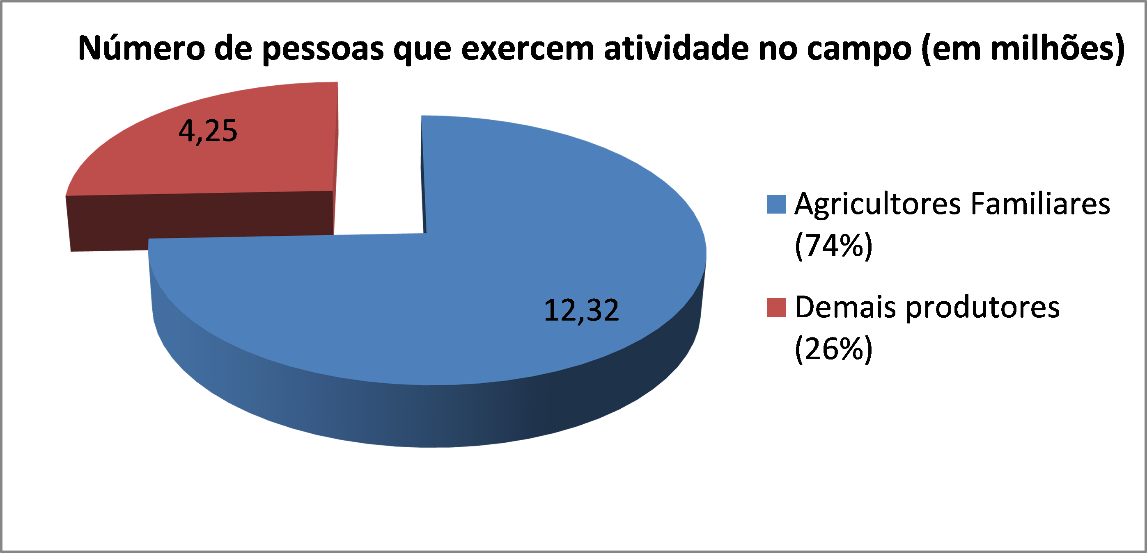 Número de pessoas que exercem atividade no campo (em milhões)
4,25
12,32
Agricultores Familiares
(74%)
Demais produtores
(26%)